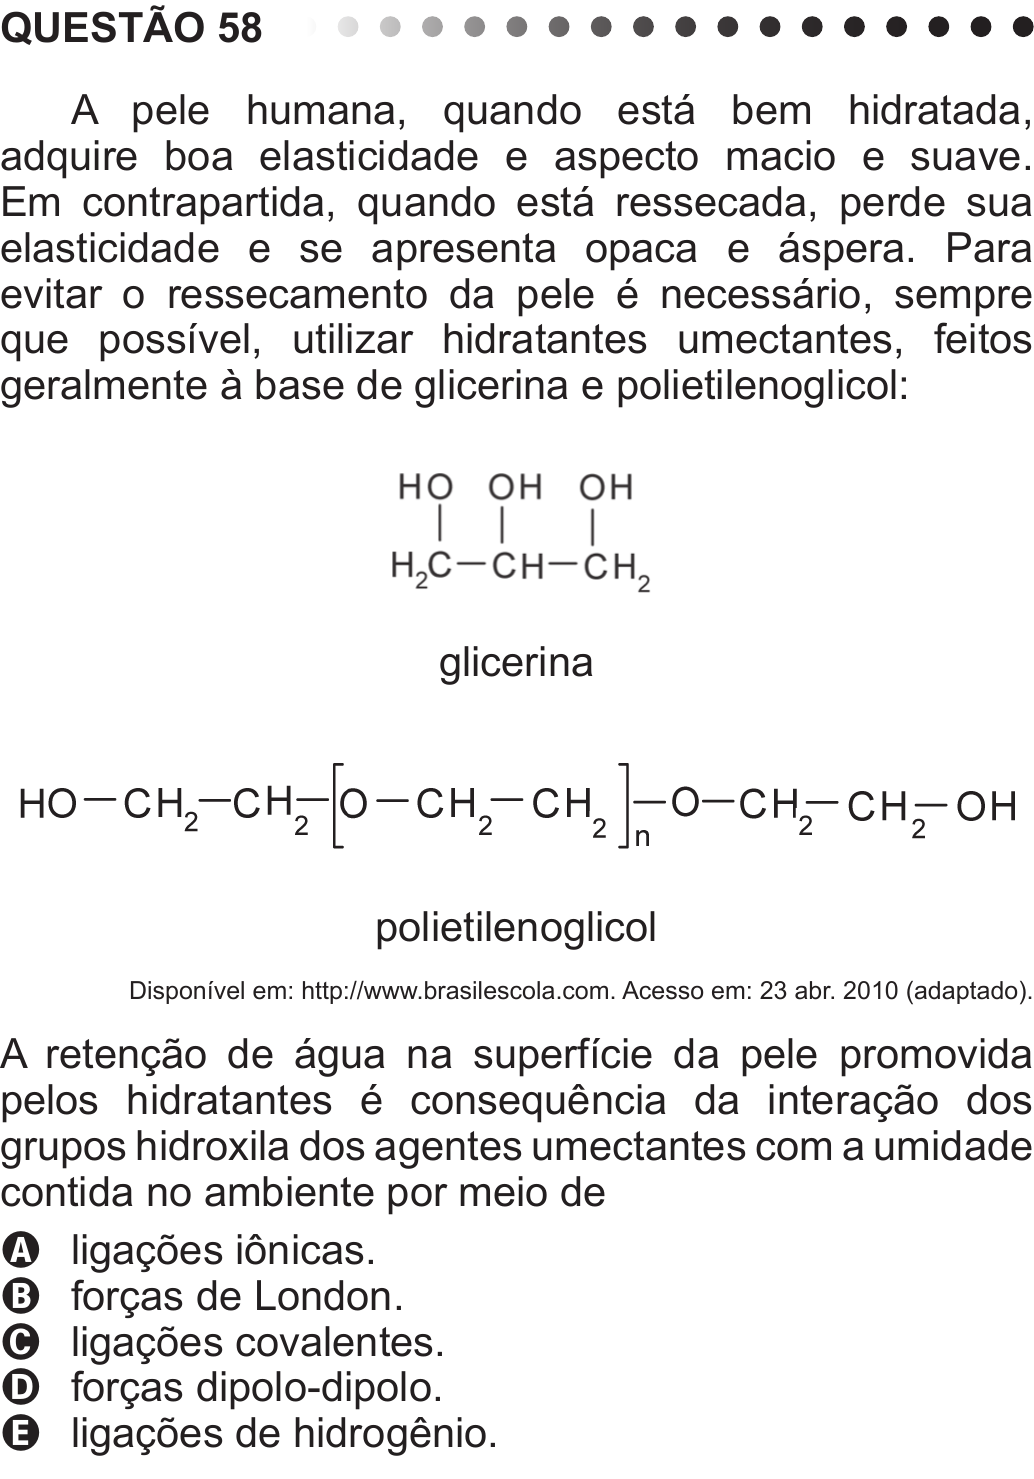 QUESTÃO 58
A pele humana, quando está bem hidratada,
adquire boa elasticidade e aspecto macio e suave.
Em contrapartida, quando está ressecada, perde sua
elasticidade e se apresenta opaca e áspera. Para
evitar o ressecamento da pele é necessário, sempre
que possível, utilizar hidratantes umectantes, feitos
geralmente à base de glicerina e polietilenoglicol:
HO OH OH
H₂C—CH—CH₂
glicerina
HO—CH₂—CH₂—[O—CH₂—CH₂]ₙ—O—CH₂—CH₂—OH
polietilenoglicol
Disponível em: http://www.brasilescola.com. Acesso em: 23 abr. 2010 (adaptado).
A retenção de água na superfície da pele promovida
pelos hidratantes é consequência da interação dos
grupos hidroxila dos agentes umectantes com a umidade
contida no ambiente por meio de
A ligações iônicas.
B forças de London.
C ligações covalentes.
D forças dipolo-dipolo.
E ligações de hidrogênio.